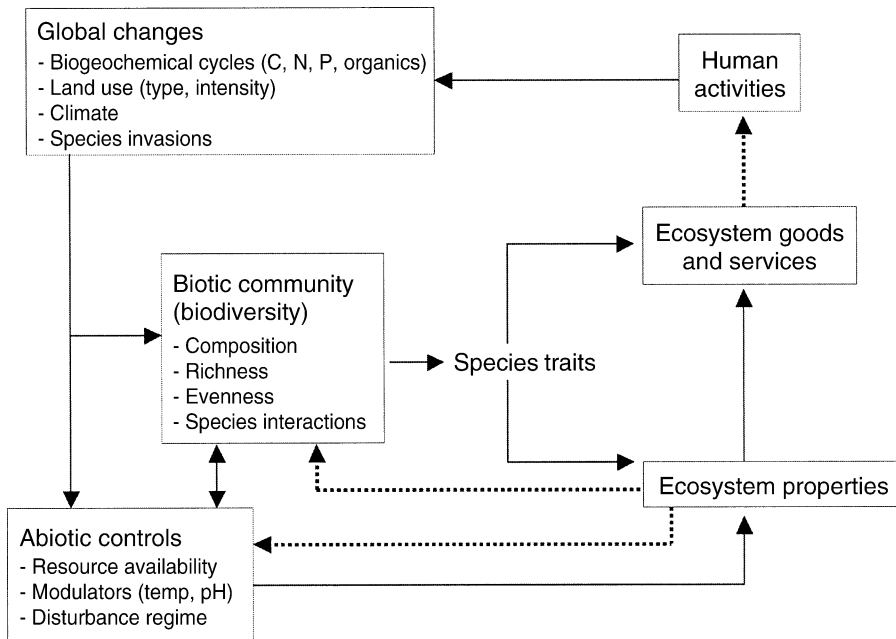 Global changes
- Biogeochemical cycles (C, N, P, organics)
- Land use (type, intensity)
- Climate
- Species invasions
Human
activities
Ecosystem goods
and services
Biotic community
(biodiversity)
- Composition
- Richness
- Evenness
- Species interactions
Species traits
Ecosystem properties
Abiotic controls
- Resource availability
- Modulators (temp, pH)
- Disturbance regime